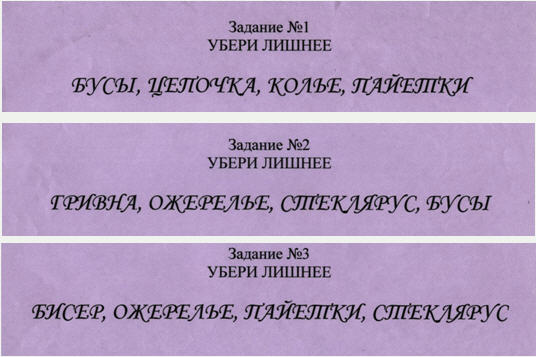 Задание №1
УБЕРИ ЛИШНЕЕ
БУСЫ, ЦЕПОЧКА, КОЛЬЕ, ПАЙЕТКИ
Задание №2
УБЕРИ ЛИШНЕЕ
ГРИВНА, ОЖЕРЕЛЬЕ, СТЕКЛЯРУС, БУСЫ
Задание №3
УБЕРИ ЛИШНЕЕ
БИСЕР, ОЖЕРЕЛЬЕ, ПАЙЕТКИ, СТЕКЛЯРУС